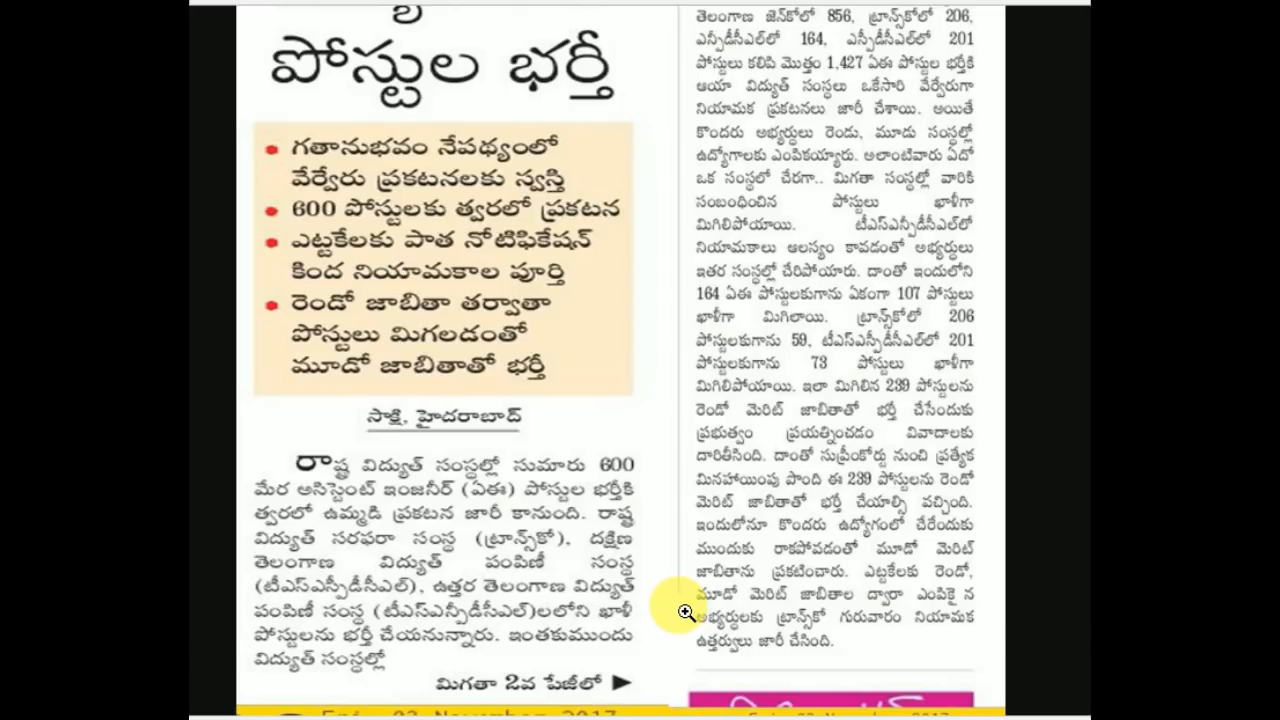 పోస్టుల భర్తీ
గతానుభవం నేపథ్యంలో
వేర్వేరు ప్రకటనలకు స్వస్తి
600 పోస్టులకు త్వరలో ప్రకటన
ఎట్టకేలకు పాత నోటిఫికేషన్
కింద నియామకాల పూర్తి
రెండో జాబితా తర్వాతా
పోస్టులు మిగలడంతో
మూడో జాబితాతో భర్తీ
సాక్షి, హైదరాబాద్
రాష్ట్ర విద్యుత్ సంస్థల్లో సుమారు 600
మేర అసిస్టెంట్ ఇంజనీర్ (ఏఈ) పోస్టుల భర్తీకి
త్వరలో ఉమ్మడి ప్రకటన జారీ కానుంది. రాష్ట్ర
విద్యుత్ సరఫరా సంస్థ (ట్రాన్స్‌కో), దక్షిణ
తెలంగాణ విద్యుత్ పంపిణీ సంస్థ
(టీఎస్ఎస్పీడీసీఎల్), ఉత్తర తెలంగాణ విద్యుత్
పంపిణీ సంస్థ (టీఎస్ఎన్పీడీసీఎల్)లలోని ఖాళీ
పోస్టులను భర్తీ చేయనున్నారు. ఇంతకుముందు
విద్యుత్ సంస్థల్లో
మిగతా 2వ పేజీలో ▶
తెలంగాణ జెన్‌కోలో 856, ట్రాన్స్‌కోలో 206,
ఎన్పీడీసీఎల్‌లో 164, ఎస్పీడీసీఎల్‌లో 201
పోస్టులు కలిపి మొత్తం 1,427 ఏఈ పోస్టుల భర్తీకి
ఆయా విద్యుత్ సంస్థలు ఒకేసారి వేర్వేరుగా
నియామక ప్రకటనలు జారీ చేశాయి. అయితే
కొందరు అభ్యర్థులు రెండు, మూడు సంస్థల్లో
ఉద్యోగాలకు ఎంపికయ్యారు. అలాంటివారు ఏదో
ఒక సంస్థలో చేరగా.. మిగతా సంస్థల్లో వారికి
సంబంధించిన పోస్టులు ఖాళీగా
మిగిలిపోయాయి. టీఎస్ఎన్పీడీసీఎల్‌లో
నియామకాలు ఆలస్యం కావడంతో అభ్యర్థులు
ఇతర సంస్థల్లో చేరిపోయారు. దాంతో ఇందులోని
164 ఏఈ పోస్టులకుగాను ఏకంగా 107 పోస్టులు
ఖాళీగా మిగిలాయి. ట్రాన్స్‌కోలో 206
పోస్టులకుగాను 59, టీఎస్ఎస్పీడీసీఎల్‌లో 201
పోస్టులకుగాను 73 పోస్టులు ఖాళీగా
మిగిలిపోయాయి. ఇలా మిగిలిన 239 పోస్టులను
రెండో మెరిట్ జాబితాతో భర్తీ చేసేందుకు
ప్రభుత్వం ప్రయత్నించడం వివాదాలకు
దారితీసింది. దాంతో సుప్రీంకోర్టు నుంచి ప్రత్యేక
మినహాయింపు పొంది ఈ 239 పోస్టులను రెండో
మెరిట్ జాబితాతో భర్తీ చేయాల్సి వచ్చింది.
ఇందులోనూ కొందరు ఉద్యోగంలో చేరేందుకు
ముందుకు రాకపోవడంతో మూడో మెరిట్
జాబితాను ప్రకటించారు. ఎట్టకేలకు రెండో,
మూడో మెరిట్ జాబితాల ద్వారా ఎంపికై న
అభ్యర్థులకు ట్రాన్స్‌కో గురువారం నియామక
ఉత్తర్వులు జారీ చేసింది.